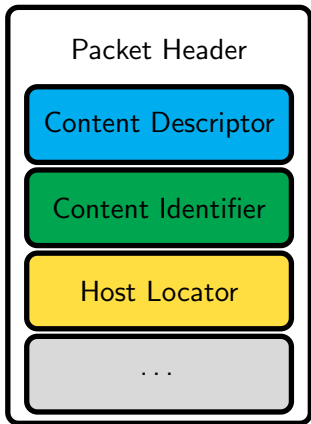 Packet Header
Content Descriptor
Content Identifier
Host Locator
...